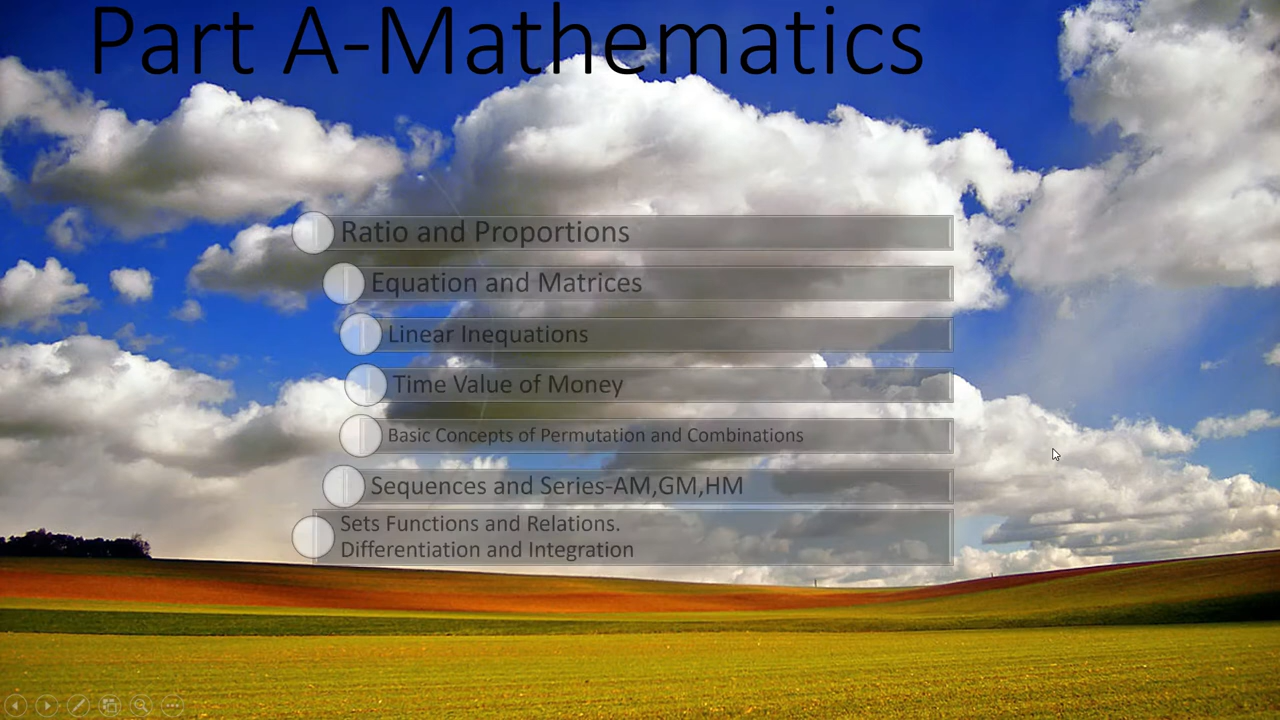 Part A-Mathematics
Ratio and Proportions
Equation and Matrices
Linear Inequations
Time Value of Money
Basic Concepts of Permutation and Combinations
Sequences and Series-AM,GM,HM
Sets Functions and Relations.
Differentiation and Integration